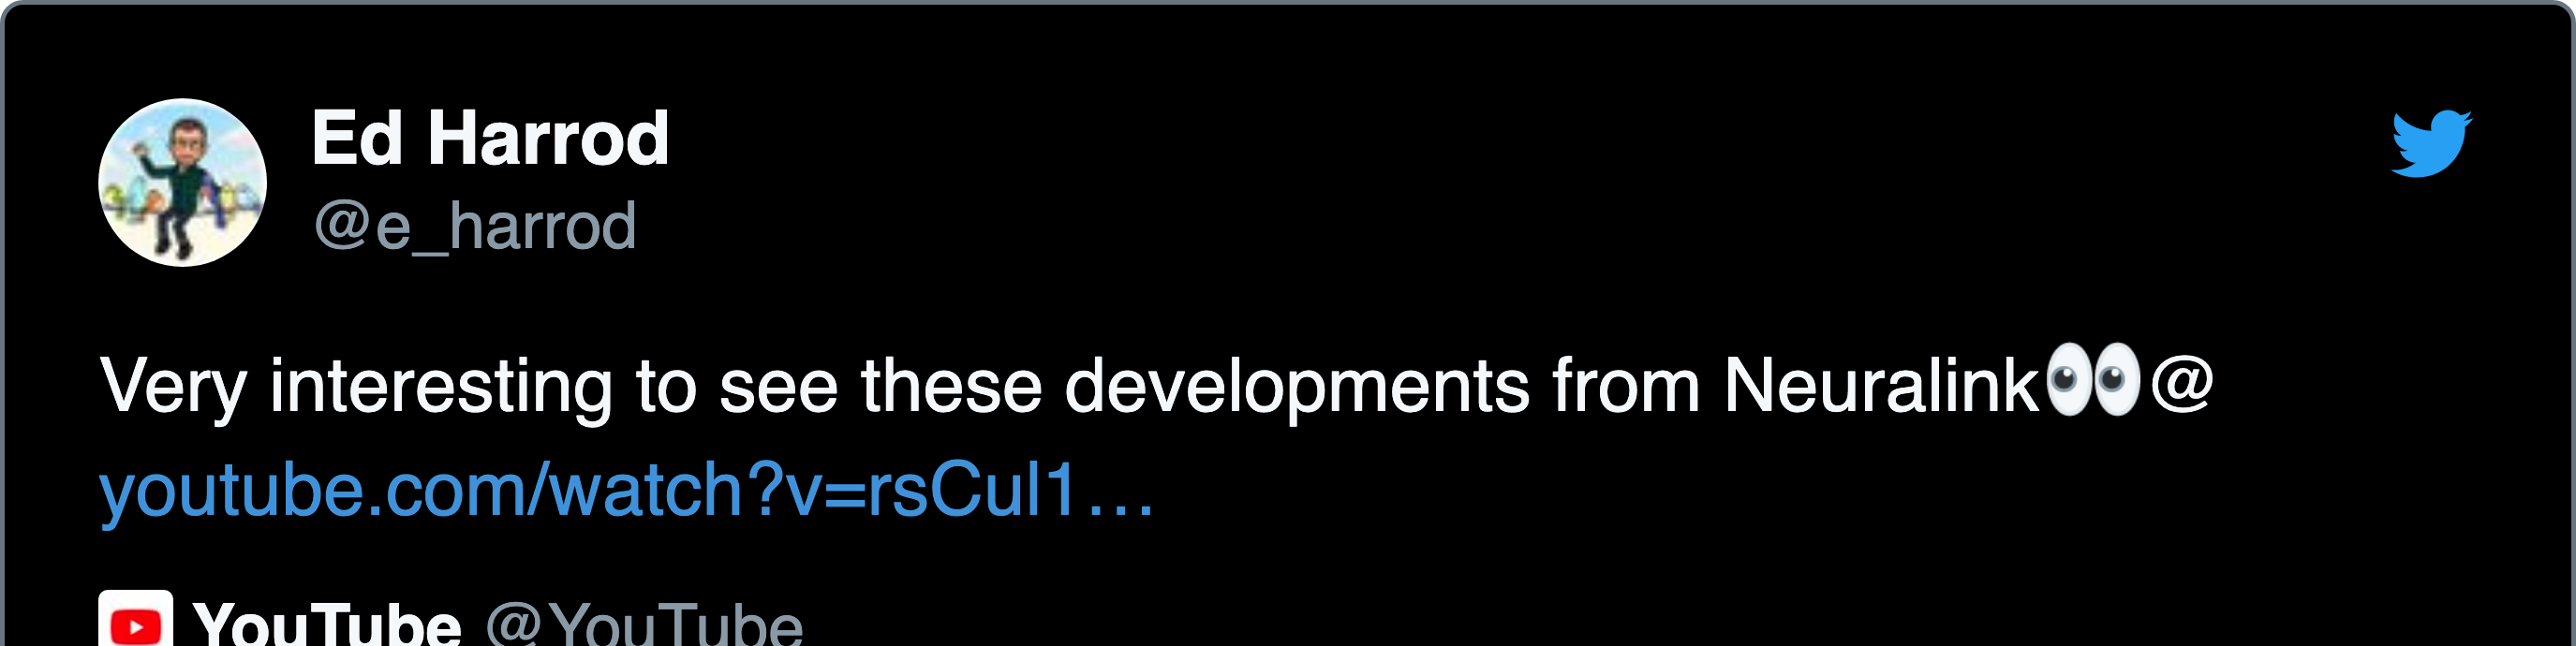 Ed Harrod
@e_harrod
Very interesting to see these developments from Neuralink👀@
youtube.com/watch?v=rsCul1…
YouTube @YouTube